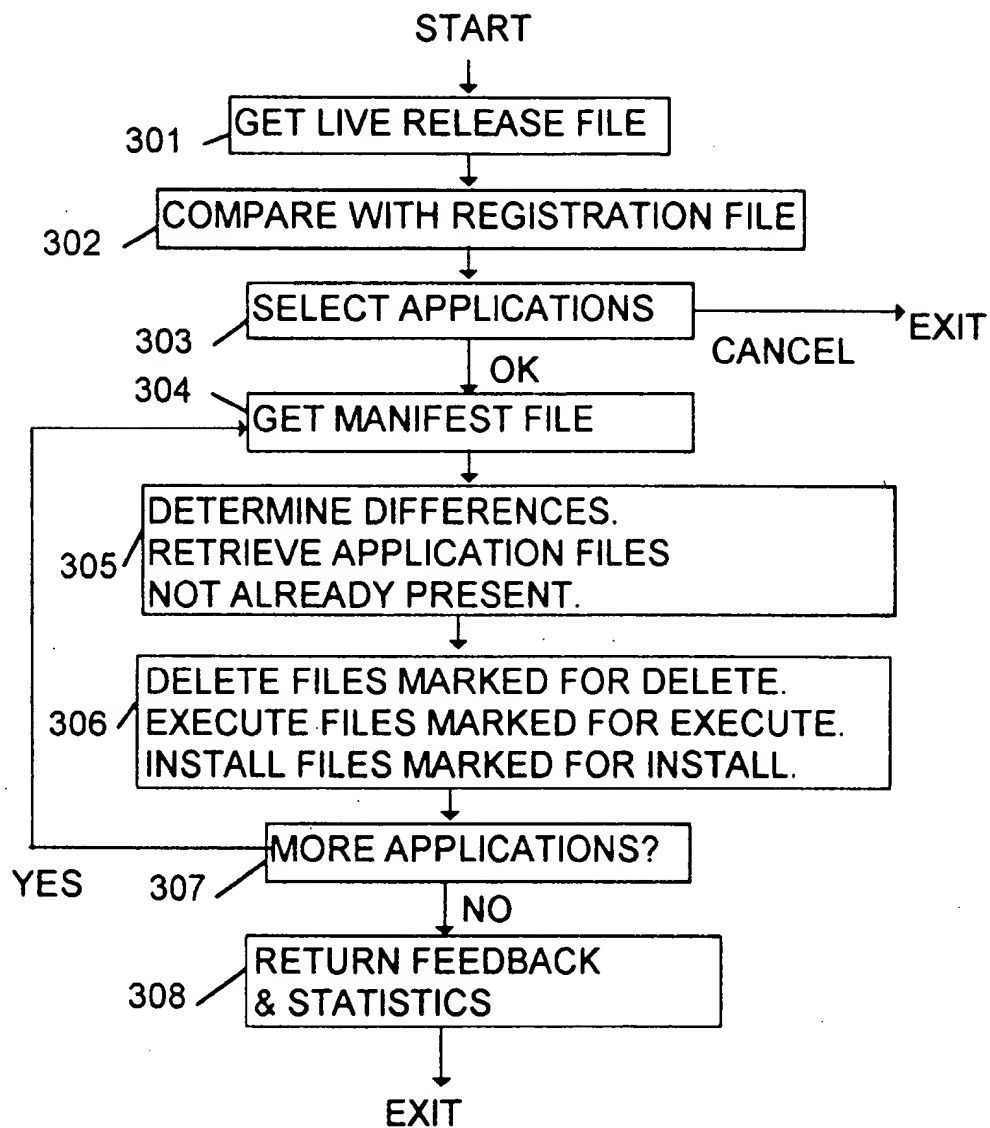 START
301
GET LIVE RELEASE FILE
302
COMPARE WITH REGISTRATION FILE
303
SELECT APPLICATIONS
EXIT
CANCEL
OK
304
GET MANIFEST FILE
305
DETERMINE DIFFERENCES.
RETRIEVE APPLICATION FILES
NOT ALREADY PRESENT.
306
DELETE FILES MARKED FOR DELETE.
EXECUTE FILES MARKED FOR EXECUTE.
INSTALL FILES MARKED FOR INSTALL.
307
MORE APPLICATIONS?
YES
NO
308
RETURN FEEDBACK
& STATISTICS
EXIT